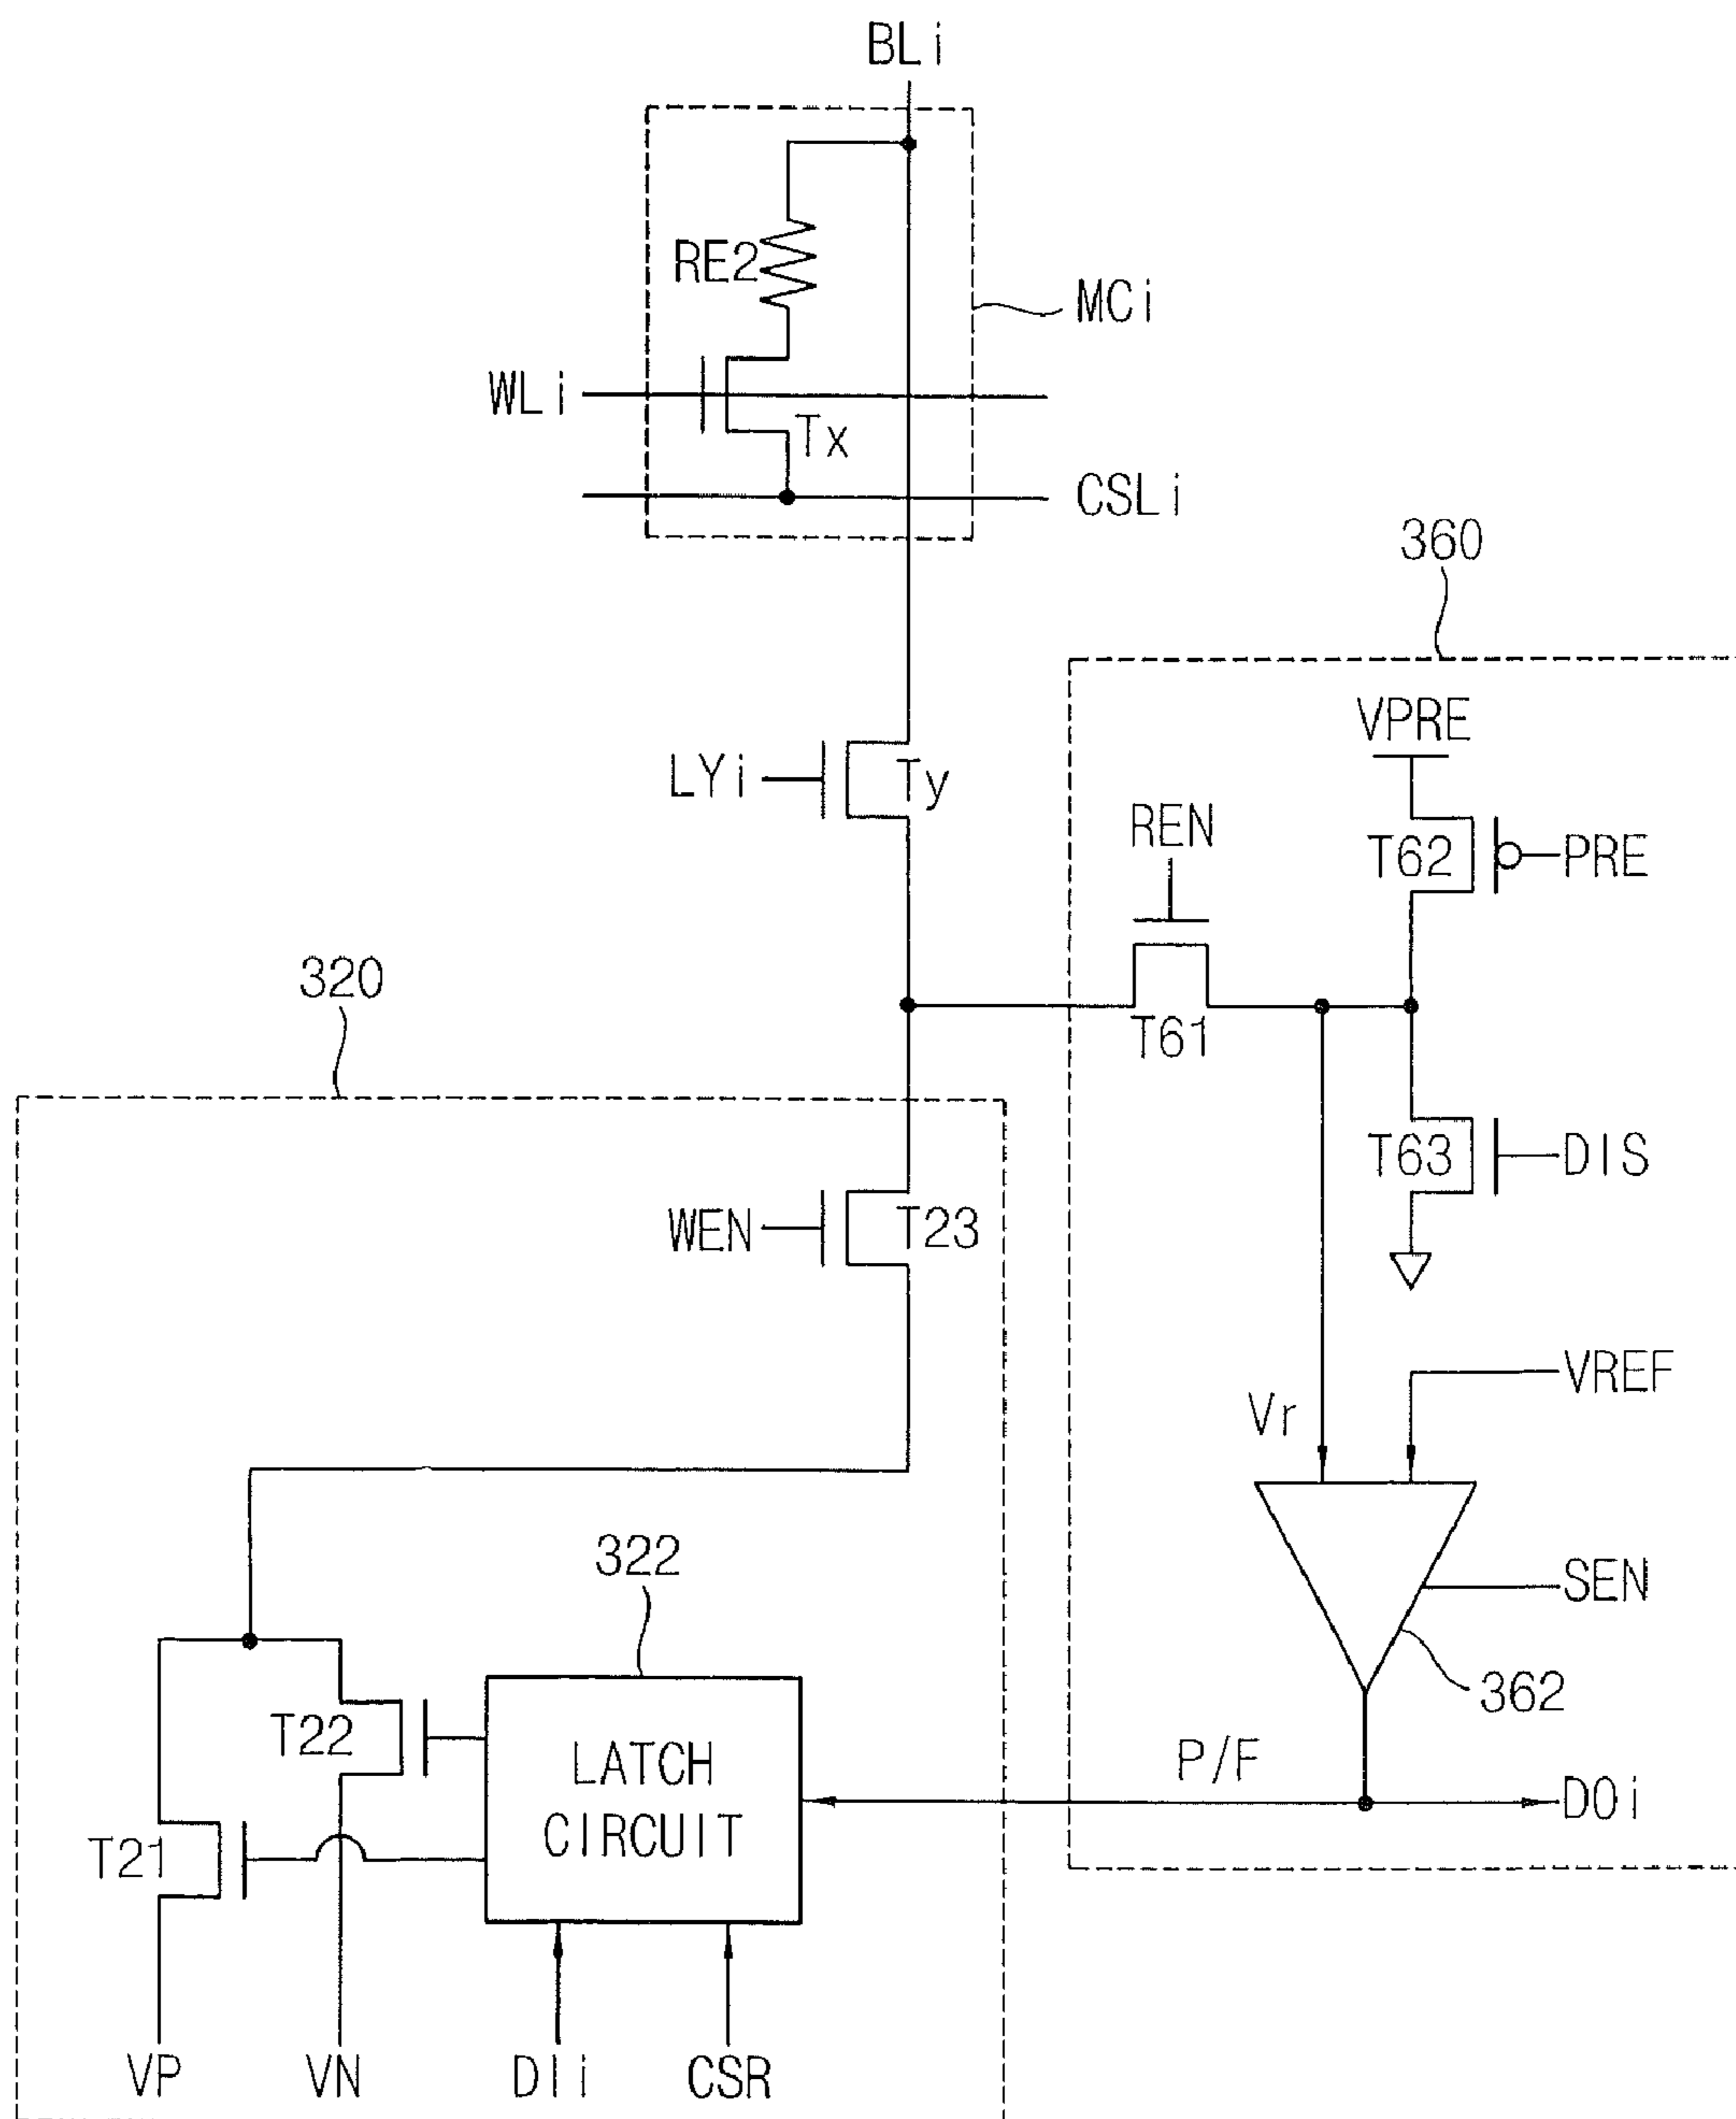 BLi
RE2
MCi
WLi
Tx
CSLi
360
VPRE
LYi
Ty
REN
T62
PRE
320
T61
T63
DIS
WEN
T23
VREF
Vr
322
SEN
T22
362
LATCH
CIRCUIT
P/F
DOi
T21
VP
VN
DIi
CSR